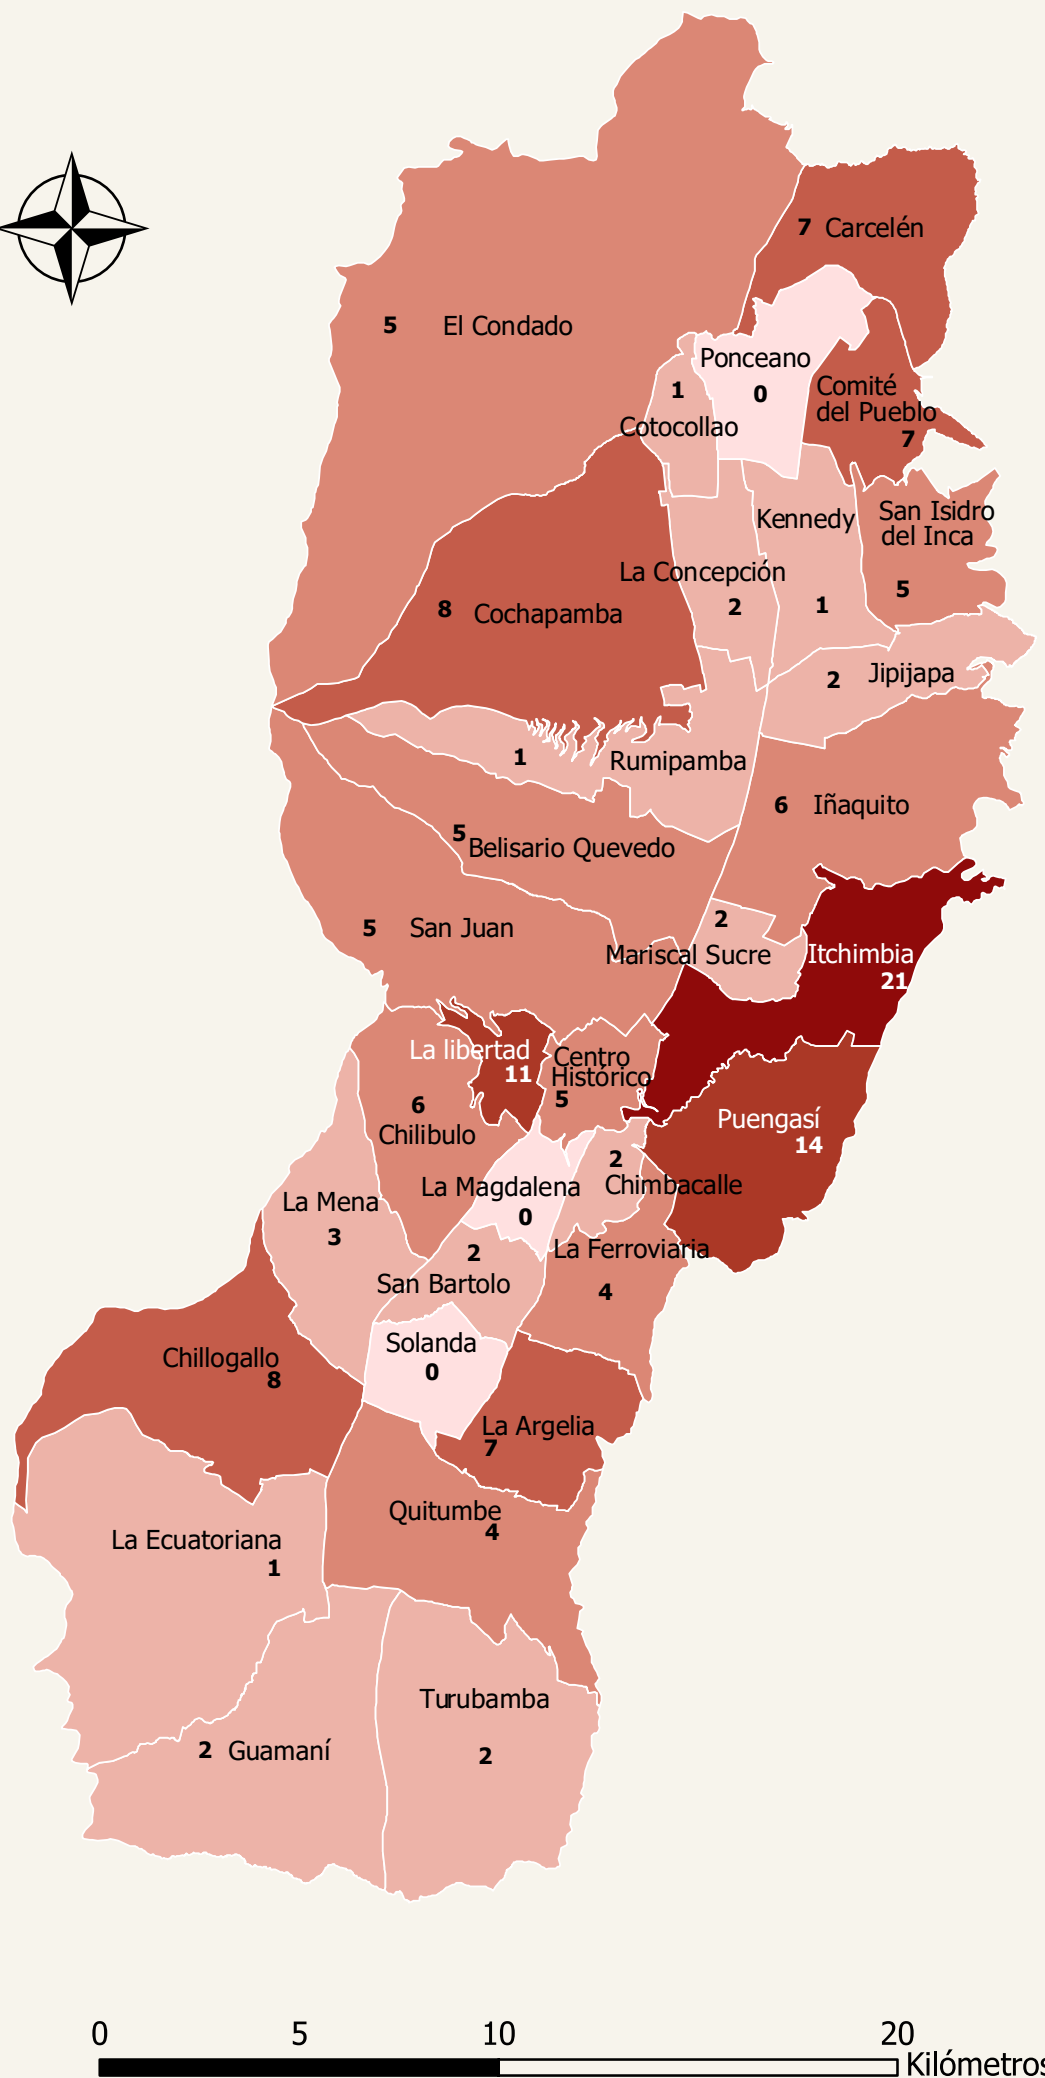 7 Carcelén
5 El Condado
Ponceano
0
1
Cotocollao
Comité
del Pueblo
7
Kennedy
1
San Isidro
del Inca
5
La Concepción
2
8 Cochapamba
2 Jipijapa
1 Rumipamba
6 Iñaquito
5 Belisario Quevedo
5 San Juan
2
Mariscal Sucre
Itchimbia
21
La libertad
11
Centro
Histórico
5
6
Chilibulo
Puengasí
14
La Magdalena
0
2
Chimbacalle
La Mena
3
2
San Bartolo
La Ferroviaria
4
Solanda
0
Chillogallo
8
La Argelia
7
Quitumbe
4
La Ecuatoriana
1
Turubamba
2
2 Guamaní
0 5 10 20
Kilómetros